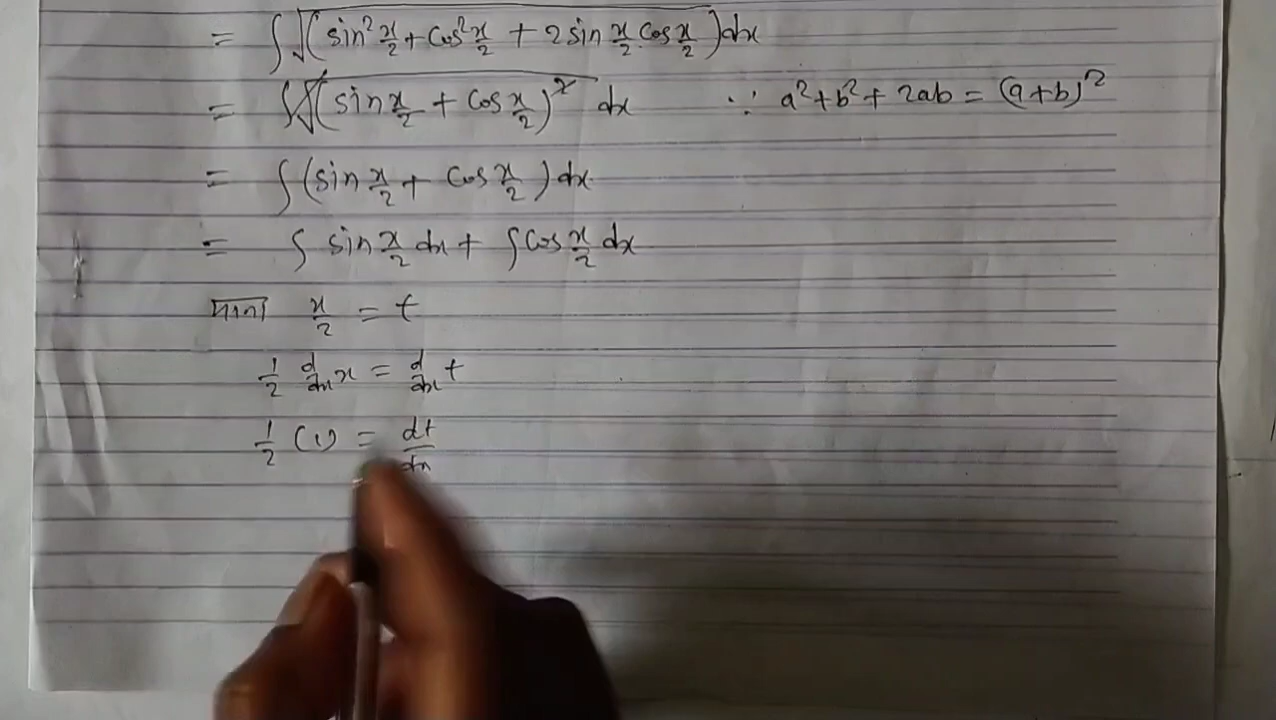 = ∫√(sin² x/2 + cos² x/2 + 2 sin x/2 cos x/2) dx
= ∫√(sin x/2 + cos x/2)² dx ∵ a² + b² + 2ab = (a+b)²
= ∫(sin x/2 + cos x/2) dx
= ∫ sin x/2 dx + ∫ cos x/2 dx
माना x/2 = t
1/2 d/dx x = d/dx t
1/2 (1) = dt/dx